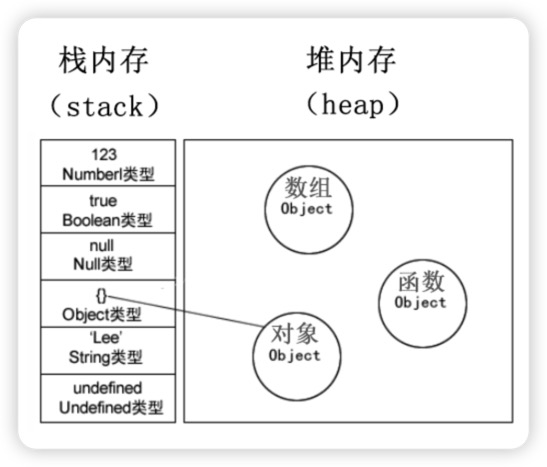 栈内存
（stack）
堆内存
（heap）
123
Numberl类型
true
Boolean类型
null
Null类型
{}
Object类型
‘Lee’
String类型
undefined
Undefined类型
数组
Object
函数
Object
对象
Object